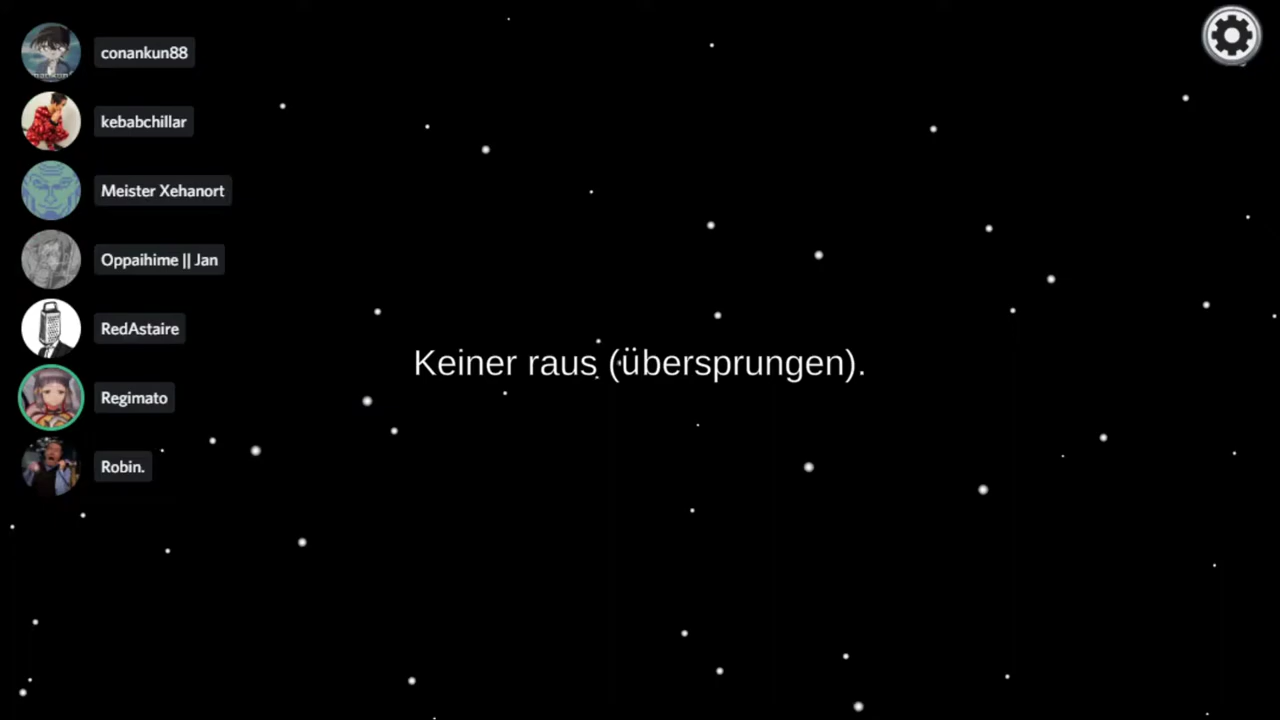 conankun88
kebabchillar
Meister Xehanort
Oppaihime || Jan
RedAstaire
Keiner raus (übersprungen).
Regimato
Robin.